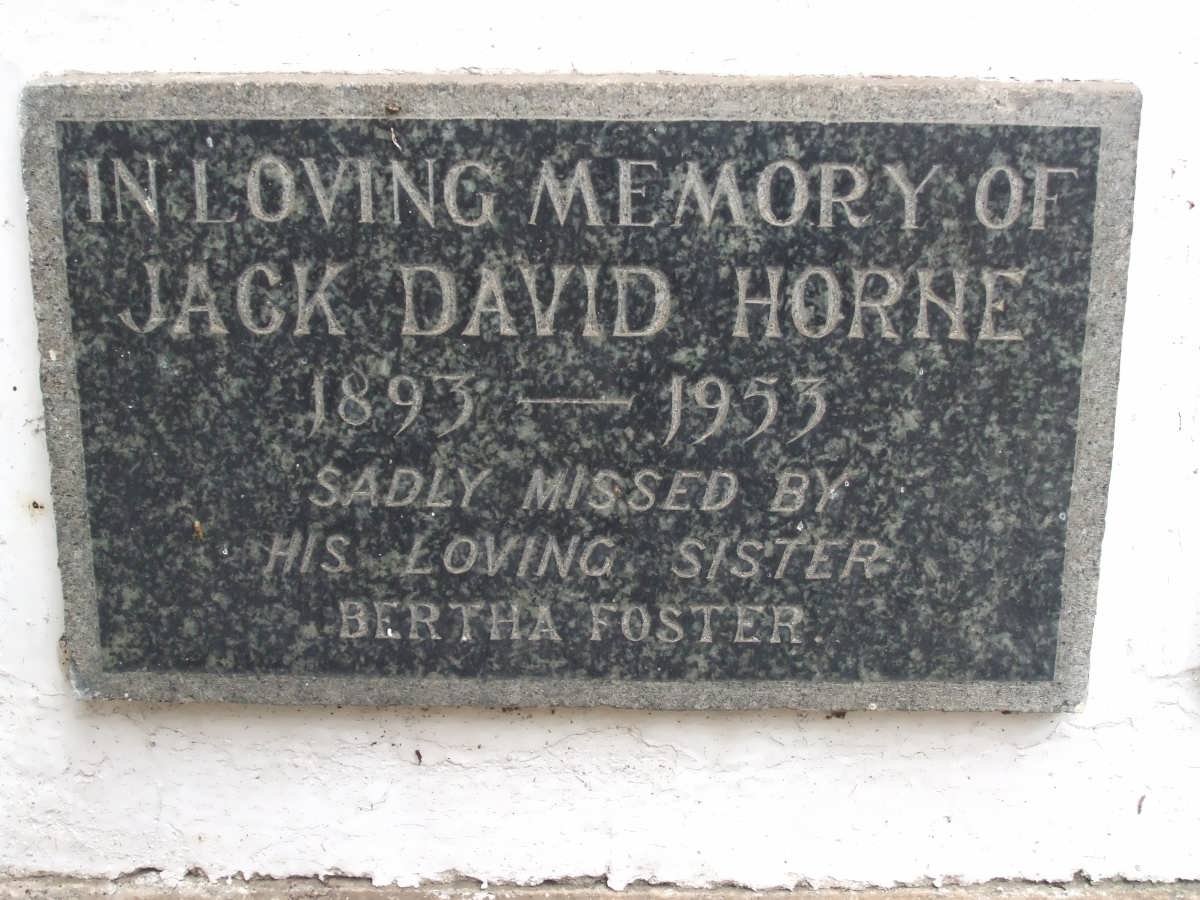 IN LOVING MEMORY OF
JACK DAVID HORNE
1893 — 1953
SADLY MISSED BY
HIS LOVING SISTER
BERTHA FOSTER.